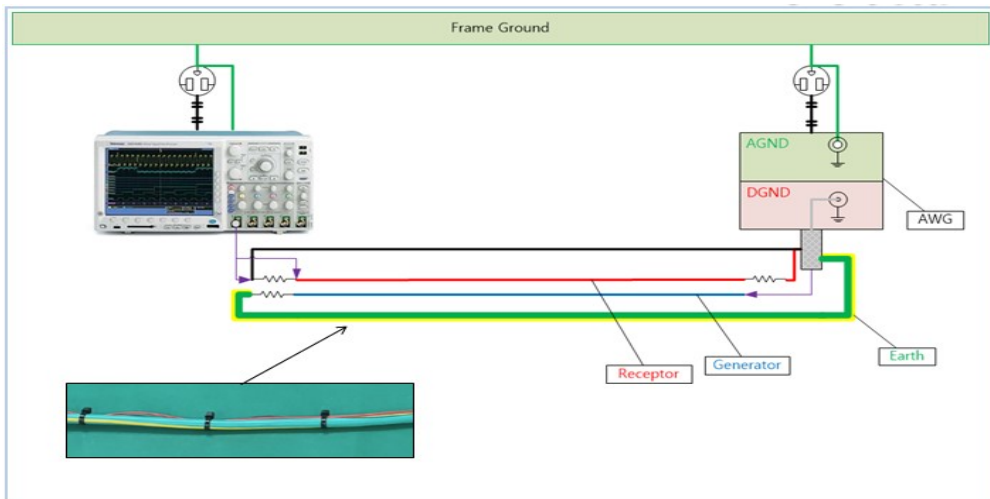 Frame Ground
AGND
DGND
AWG
Earth
Generator
Receptor